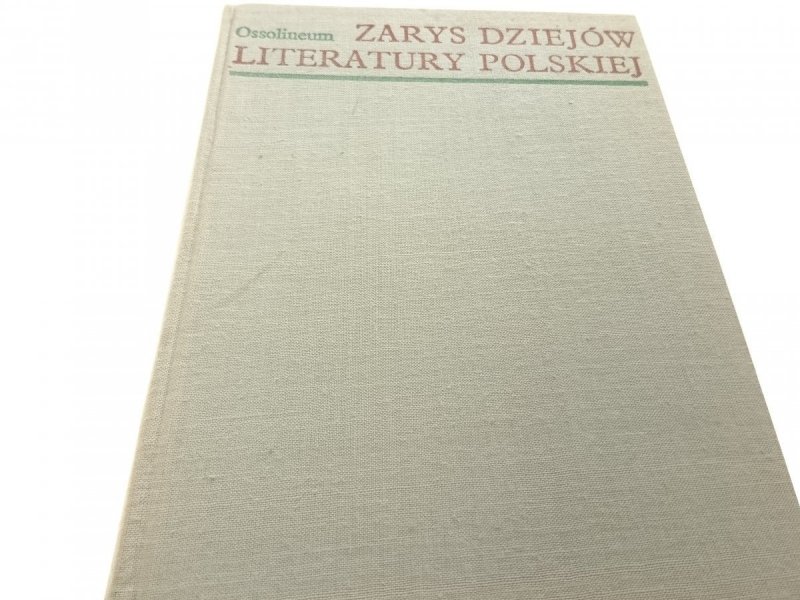 Ossolineum ZARYS DZIEJÓW
LITERATURY POLSKIEJ